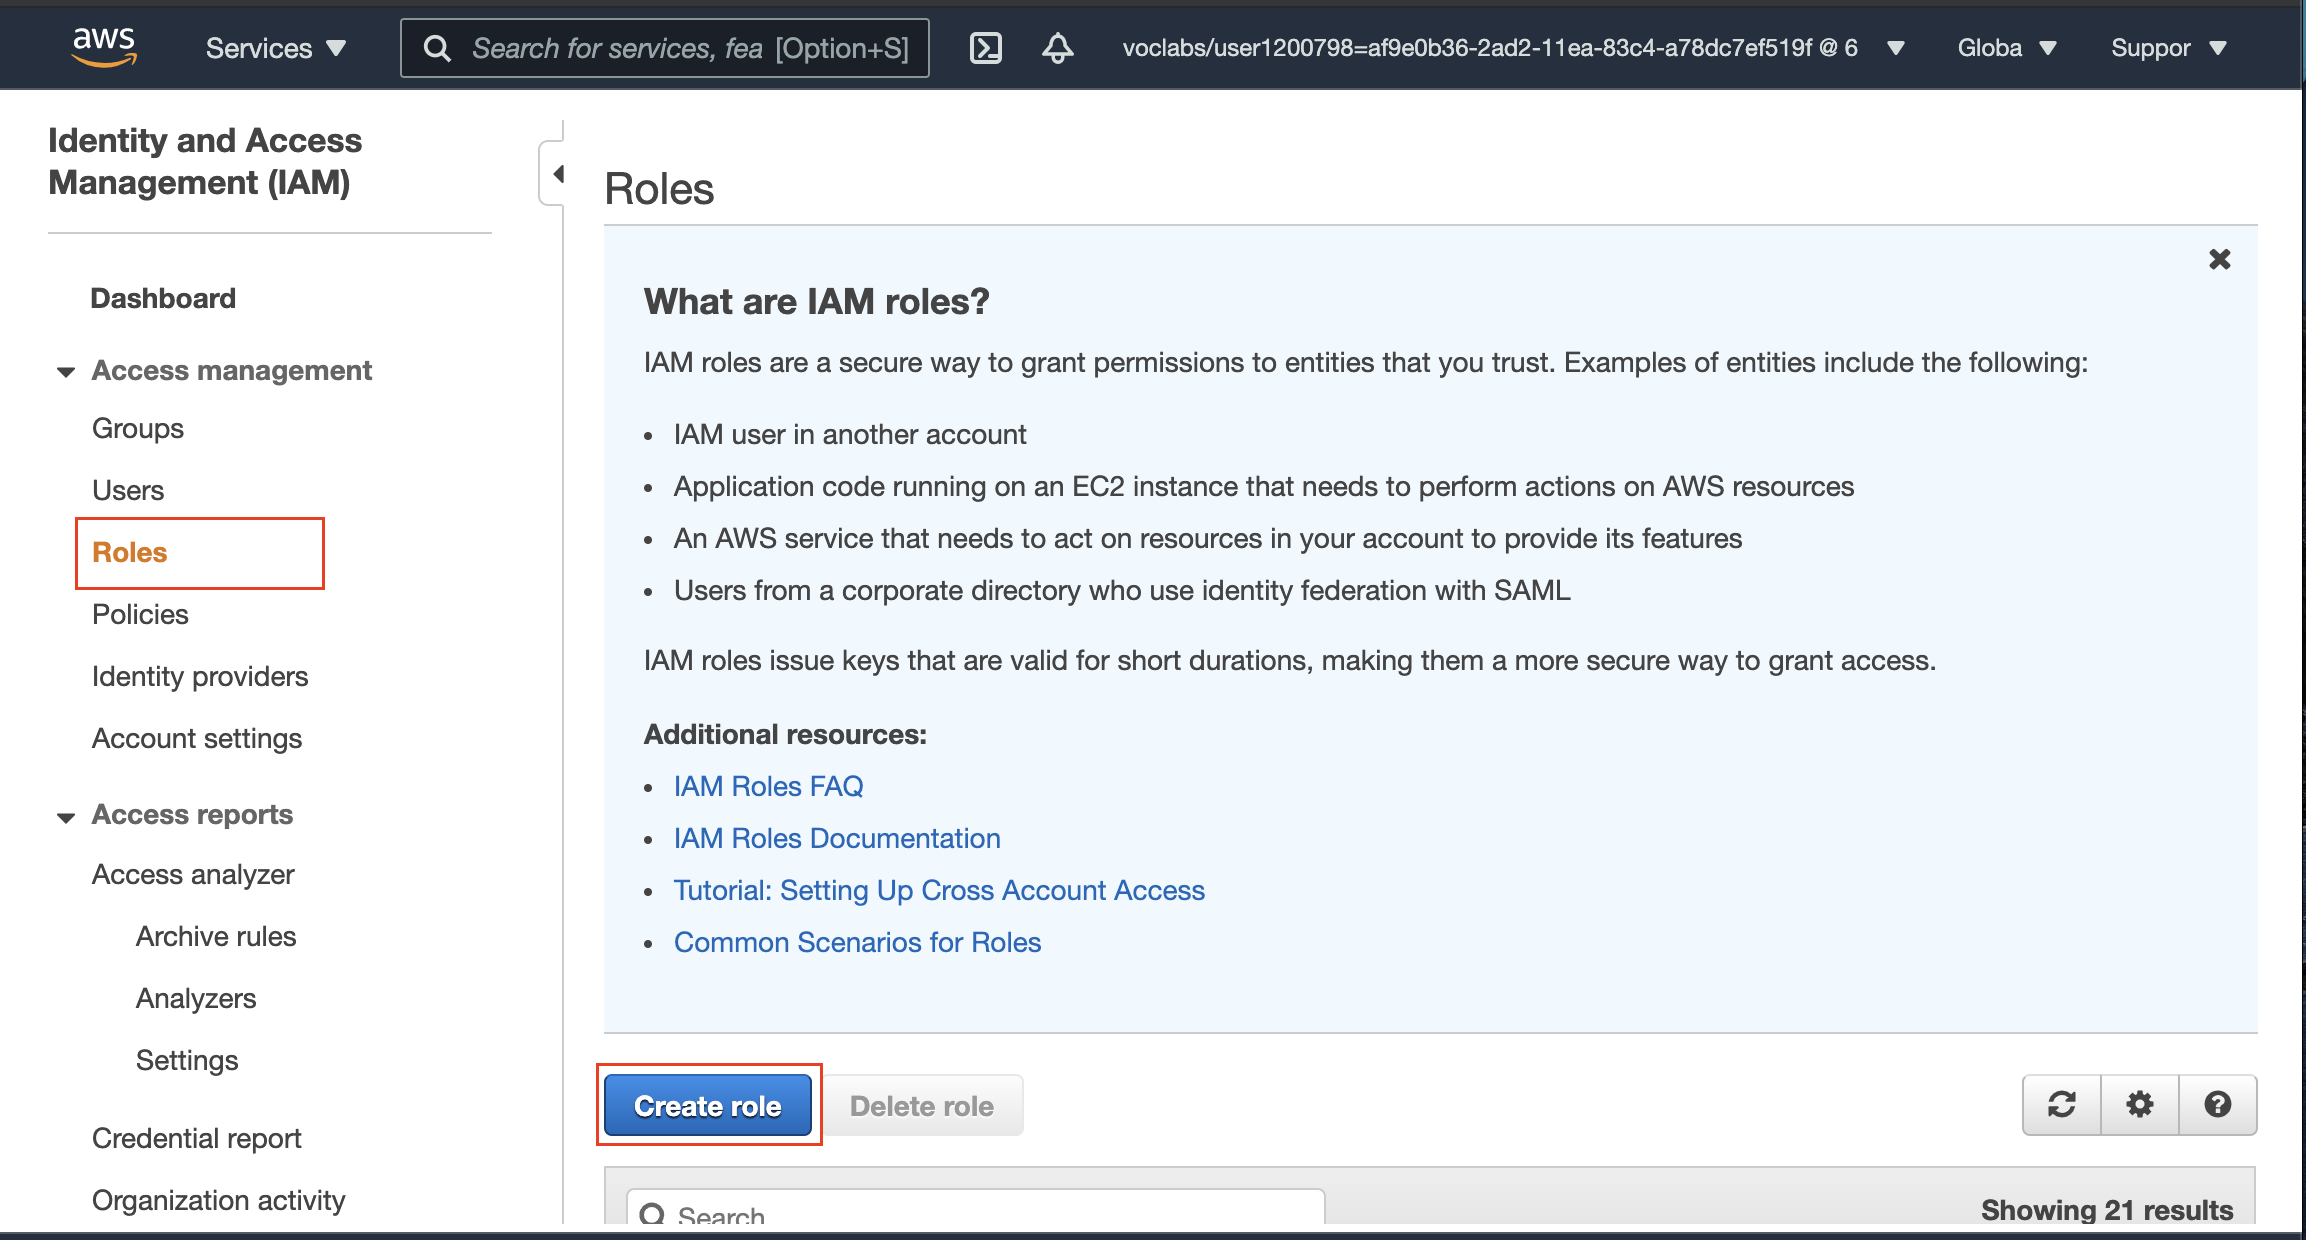 aws
Services
Search for services, fea [Option+S]
voclabs/user1200798=af9e0b36-2ad2-11ea-83c4-a78dc7ef519f @ 6
Globa
Suppor
Identity and Access
Management (IAM)
Dashboard
Access management
Groups
Users
Roles
Policies
Identity providers
Account settings
Access reports
Access analyzer
Archive rules
Analyzers
Settings
Credential report
Organization activity
Roles
What are IAM roles?
IAM roles are a secure way to grant permissions to entities that you trust. Examples of entities include the following:
• IAM user in another account
• Application code running on an EC2 instance that needs to perform actions on AWS resources
• An AWS service that needs to act on resources in your account to provide its features
• Users from a corporate directory who use identity federation with SAML
IAM roles issue keys that are valid for short durations, making them a more secure way to grant access.
Additional resources:
• IAM Roles FAQ
• IAM Roles Documentation
• Tutorial: Setting Up Cross Account Access
• Common Scenarios for Roles
Create role
Delete role
Search
Showing 21 results